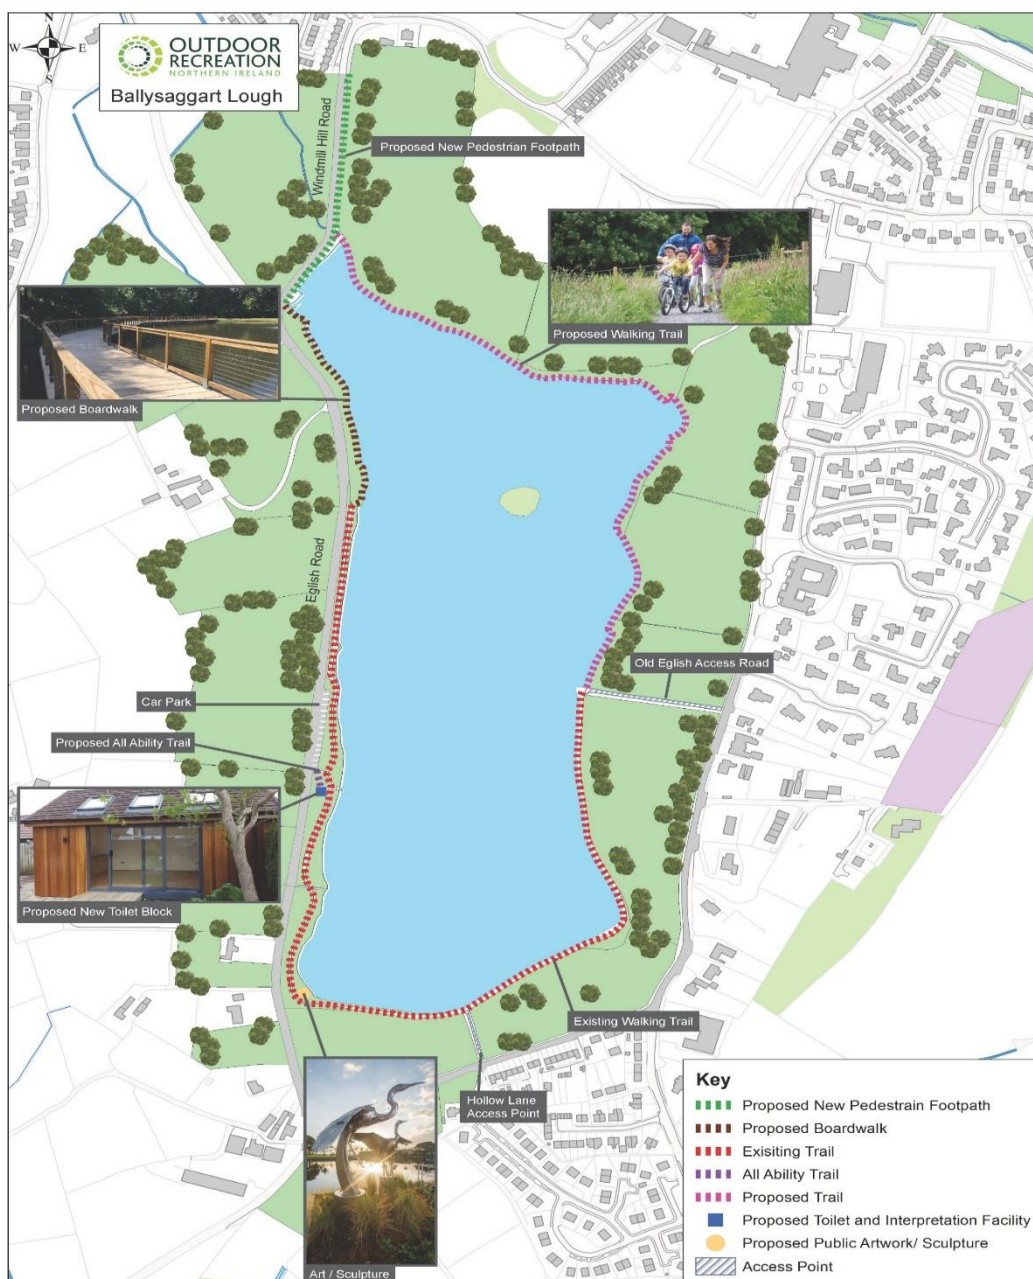 N
W E
S
OUTDOOR
RECREATION
NORTHERN IRELAND
Ballysaggart Lough
Windmill Hill Road
Proposed New Pedestrian Footpath
Proposed Walking Trail
Proposed Boardwalk
Eglish Road
Old Eglish Access Road
Car Park
Proposed All Ability Trail
Proposed New Toilet Block
Existing Walking Trail
Hollow Lane
Access Point
Art / Sculpture
Key
Proposed New Pedestrain Footpath
Proposed Boardwalk
Exisiting Trail
All Ability Trail
Proposed Trail
Proposed Toilet and Interpretation Facility
Proposed Public Artwork/ Sculpture
Access Point